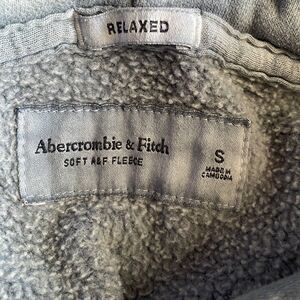 RELAXED
Abercrombie & Fitch
SOFT A&F FLEECE
S
MADE IN
CAMBODIA